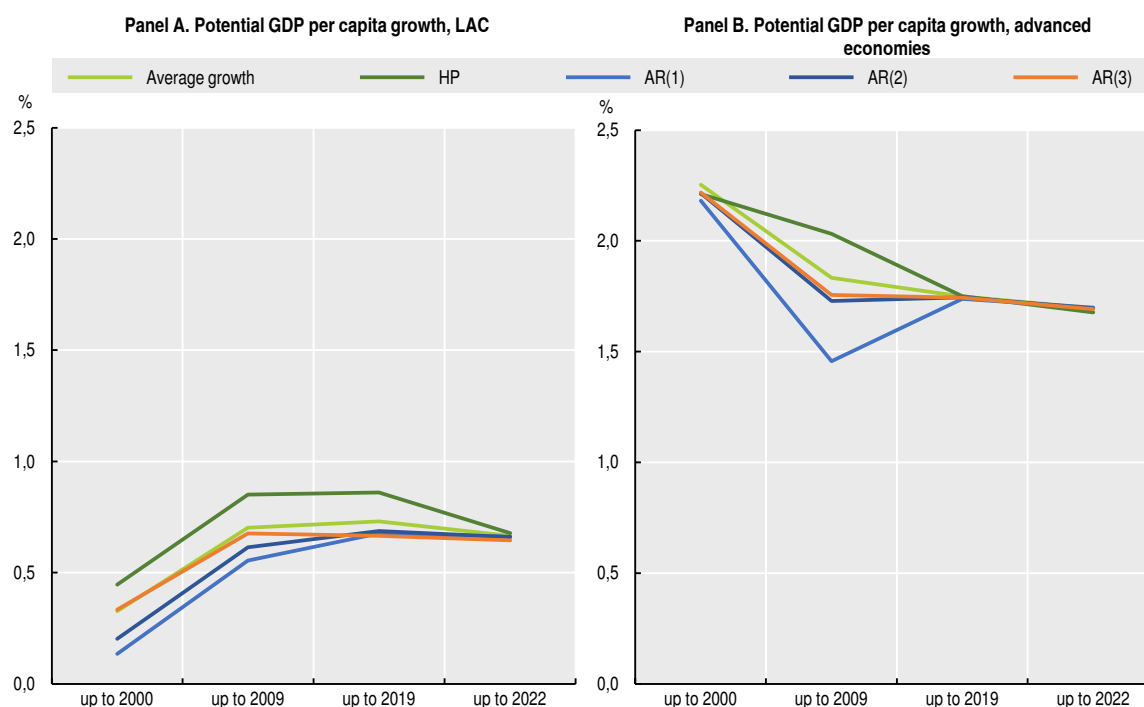 Panel A. Potential GDP per capita growth, LAC
Panel B. Potential GDP per capita growth, advanced
economies
Average growth
HP
AR(1)
AR(2)
AR(3)
%
2,5
2,0
1,5
1,0
0,5
0,0
up to 2000
up to 2009
up to 2019
up to 2022
%
2,5
2,0
1,5
1,0
0,5
0,0
up to 2000
up to 2009
up to 2019
up to 2022